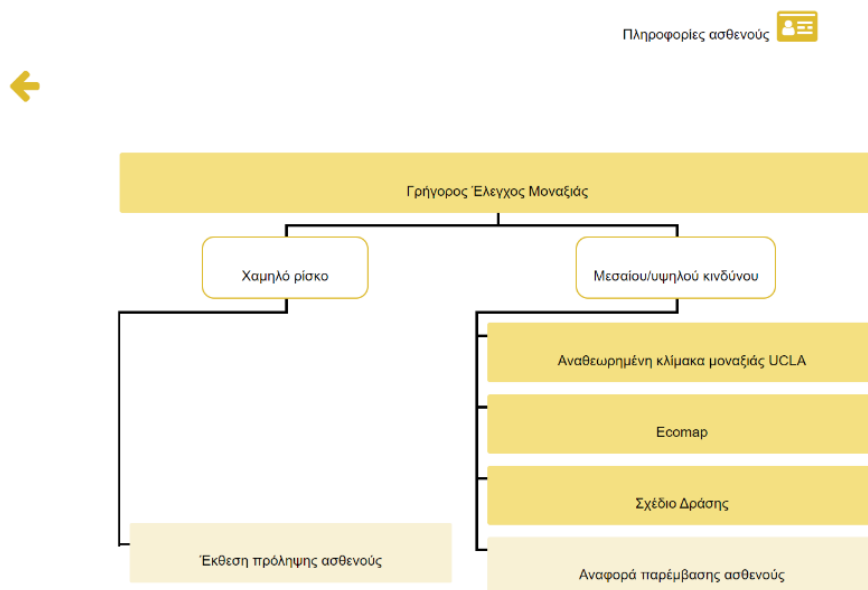 Πληροφορίες ασθενούς
Γρήγορος Έλεγχος Μοναξιάς
Χαμηλό ρίσκο
Μεσαίου/υψηλού κινδύνου
Αναθεωρημένη κλίμακα μοναξιάς UCLA
Ecomap
Σχέδιο Δράσης
Έκθεση πρόληψης ασθενούς
Αναφορά παρέμβασης ασθενούς